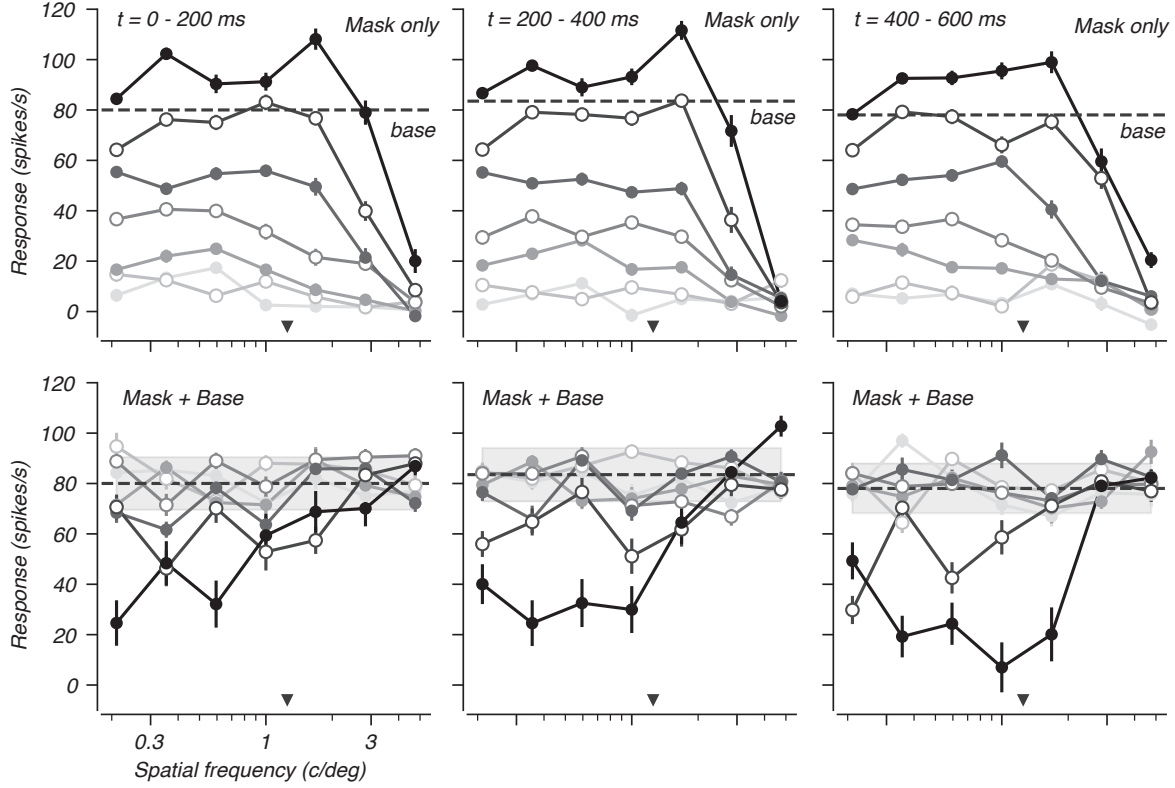 t = 0 - 200 ms
Mask only
t = 200 - 400 ms
Mask only
t = 400 - 600 ms
Mask only
120
100
80
60
40
20
0
Response (spikes/s)
base
base
base
Mask + Base
Mask + Base
Mask + Base
120
100
80
60
40
20
0
Response (spikes/s)
0.3 1 3
Spatial frequency (c/deg)